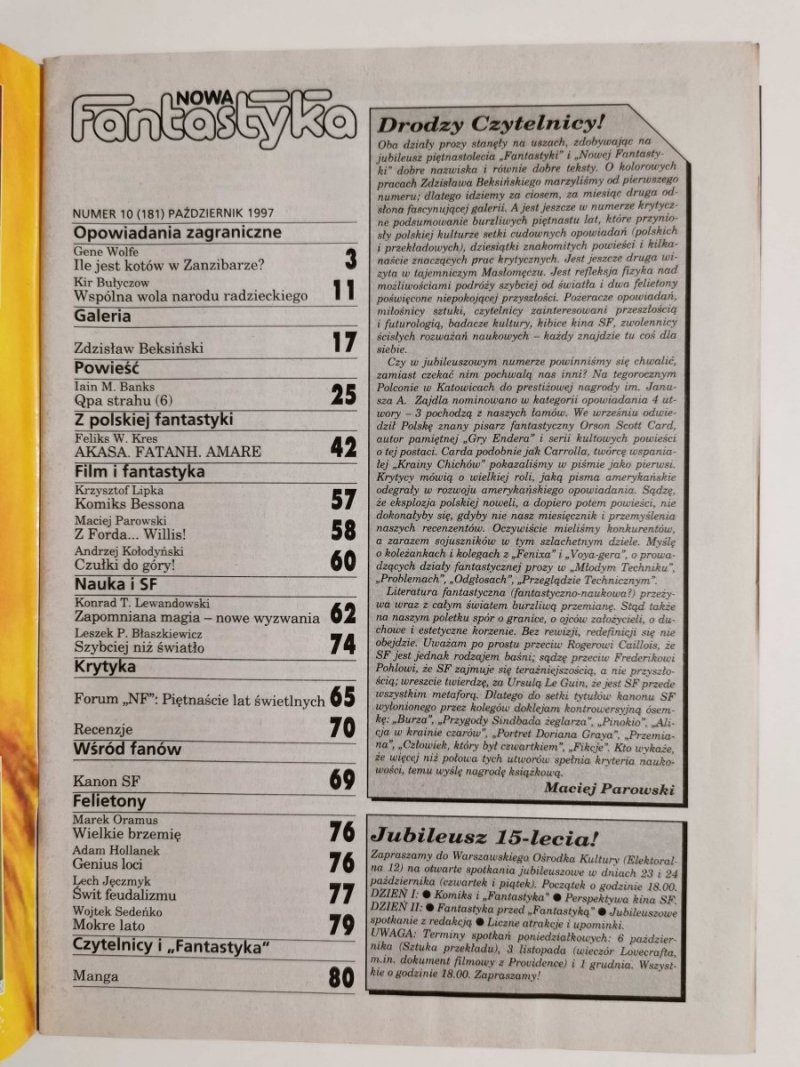 NOWA
Fantastyka
NUMER 10 (181) PAŹDZIERNIK 1997
Opowiadania zagraniczne
Gene Wolfe
Ile jest kotów w Zanzibarze? 3
Kir Bułyczow
Wspólna wola narodu radzieckiego 11
Galeria
Zdzisław Beksiński 17
Powieść
Iain M. Banks
Qpa strahu (6) 25
Z polskiej fantastyki
Feliks W. Kres
AKASA. FATANH. AMARE 42
Film i fantastyka
Krzysztof Lipka
Komiks Bessona 57
Maciej Parowski
Z Forda... Willis! 58
Andrzej Kołodyński
Czułki do góry! 60
Nauka i SF
Konrad T. Lewandowski
Zapomniana magia – nowe wyzwania 62
Leszek P. Błaszkiewicz
Szybciej niż światło 74
Krytyka
Forum „NF”: Piętnaście lat świetlnych 65
Recenzje 70
Wśród fanów
Kanon SF 69
Felietony
Marek Oramus
Wielkie brzemię 76
Adam Hollanek
Genius loci 76
Lech Jęczmyk
Świt feudalizmu 77
Wojtek Sedeńko
Mokre lato 79
Czytelnicy i „Fantastyka”
Manga 80
Drodzy Czytelnicy!
Oba działy prozy stanęły na uszach, zdobywając na
jubileusz piętnastolecia „Fantastyki” i „Nowej Fantasty-
ki” dobre nazwiska i równie dobre teksty. O kolorowych
pracach Zdzisława Beksińskiego marzyliśmy od pierwszego
numeru; dlatego idziemy za ciosem, za miesiąc druga od-
słona fascynującej galerii. A jest jeszcze w numerze krytycz-
ne podsumowanie burzliwych piętnastu lat, które przynio-
sły polskiej kulturze setki cudownych opowiadań (polskich
i przekładowych), dziesiątki znakomitych powieści i kilka-
naście znaczących prac krytycznych. Jest jeszcze druga wi-
zyta w tajemniczym Masłomęczu. Jest refleksja fizyka nad
możliwościami podróży szybciej od światła i dwa felietony
poświęcone niepokojącej przyszłości. Pożeracze opowiadań,
miłośnicy sztuki, czytelnicy zainteresowani przeszłością
i futurologią, badacze kultury, kibice kina SF, zwolennicy
ścisłych rozważań naukowych – każdy znajdzie tu coś dla
siebie.
Czy w jubileuszowym numerze powinniśmy się chwalić,
zamiast czekać nim pochwalą nas inni? Na tegorocznym
Polconie w Katowicach do prestiżowej nagrody im. Janu-
sza A. Zajdla nominowano w kategorii opowiadania 4 ut-
wory – 3 pochodzą z naszych łamów. We wrześniu odwie-
dził Polskę znany pisarz fantastyczny Orson Scott Card,
autor pamiętnej „Gry Endera” i serii kultowych powieści
o tej postaci. Carda podobnie jak Carrolla, twórcę wspania-
łej „Krainy Chichów” pokazaliśmy w piśmie jako pierwsi.
Krytycy mówią o wielkiej roli, jaką pisma amerykańskie
odegrały w rozwoju amerykańskiego opowiadania. Sądzę,
że eksplozja polskiej noweli, a dopiero potem powieści, nie
dokonałyby się, gdyby nie nasz miesięcznik i przemyślenia
naszych recenzentów. Oczywiście mieliśmy konkurentów,
a zarazem sojuszników w tym szlachetnym dziele. Myślę
o koleżankach i kolegach z „Fenixa” i „Voya-gera”, o prowa-
dzących działy fantastycznej prozy w „Młodym Techniku”,
„Problemach”, „Odgłosach”, „Przeglądzie Technicznym”.
Literatura fantastyczna (fantastyczno-naukowa?) przeży-
wa wraz z całym światem burzliwą przemianę. Stąd także
na naszym poletku spór o granice, o ojców założycieli, o du-
chowe i estetyczne korzenie. Bez rewizji, redefinicji się nie
obejdzie. Uważam po prostu przeciw Rogerowi Caillois, że
SF jest jednak rodzajem baśni; sądzę przeciw Frederikowi
Pohlowi, że SF zajmuje się teraźniejszością, a nie przyszło-
ścią; wreszcie twierdzę, za Ursulą Le Guin, że jest SF przede
wszystkim metaforą. Dlatego do setki tytułów kanonu SF
wyłonionego przez kolegów doklejam kontrowersyjną ósem-
kę: „Burza”, „Przygody Sindbada żeglarza”, „Pinokio”, „Ali-
cja w krainie czarów”, „Portret Doriana Graya”, „Przemia-
na”, „Człowiek, który był czwartkiem”, „Fikcje”. Kto wykaże,
że więcej niż połowa tych utworów spełnia kryteria nauko-
wości, temu wyślę nagrodę książkową.
Maciej Parowski
Jubileusz 15-lecia!
Zapraszamy do Warszawskiego Ośrodka Kultury (Elektoral-
na 12) na otwarte spotkania jubileuszowe w dniach 23 i 24
października (czwartek i piątek). Początek o godzinie 18.00.
DZIEŃ I: ● Komiks i „Fantastyka” ● Perspektywa kina SF.
DZIEŃ II: ● Fantastyka przed „Fantastyką” ● Jubileuszowe
spotkanie z redakcją ● Liczne atrakcje i upominki.
UWAGA: Terminy spotkań poniedziałkowych: 6 paździer-
nika (Sztuka przekładu), 3 listopada (wieczór Lovecrafta,
m.in. dokument filmowy z Providence) i 1 grudnia. Wszyst-
kie o godzinie 18.00. Zapraszamy!